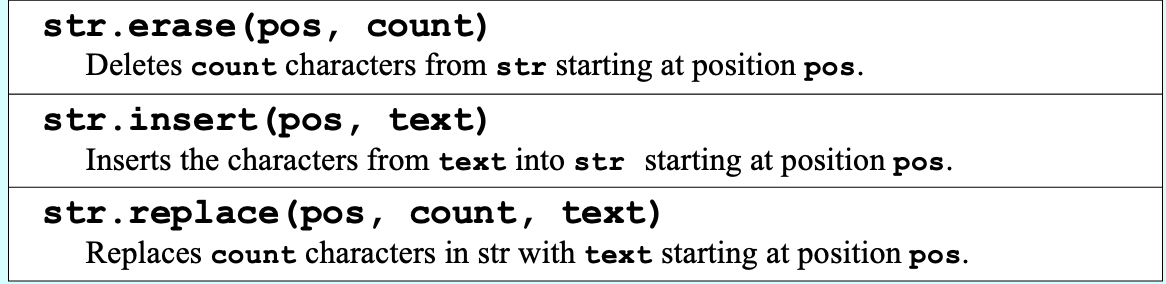 str.erase(pos, count)
Deletes count characters from str starting at position pos.
str.insert(pos, text)
Inserts the characters from text into str starting at position pos.
str.replace(pos, count, text)
Replaces count characters in str with text starting at position pos.